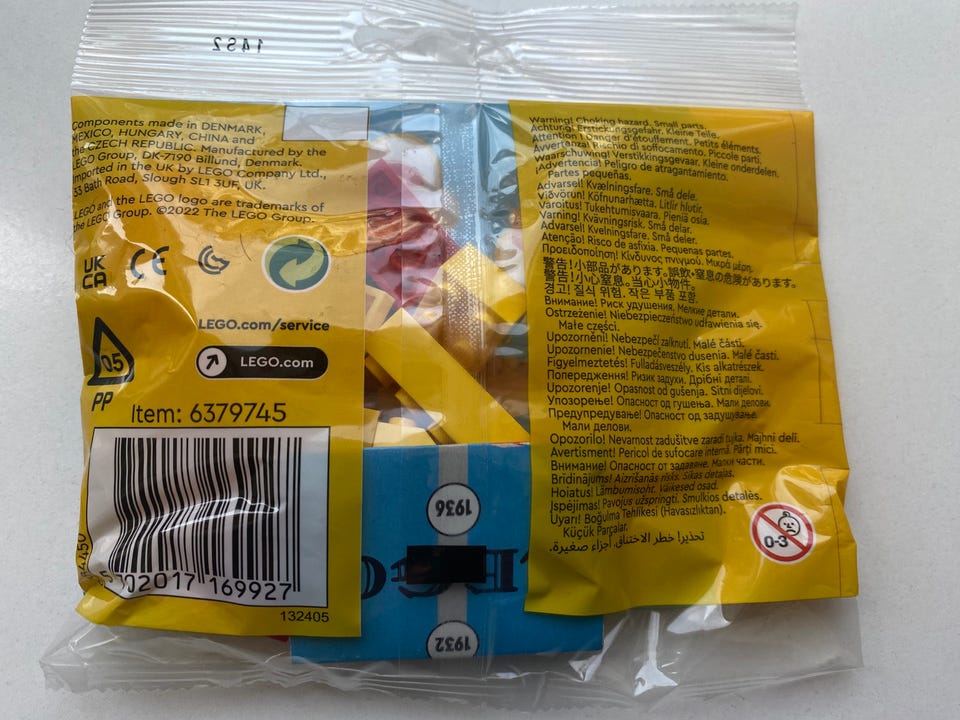 14S2
Components made in DENMARK,
MEXICO, HUNGARY, CHINA and
the CZECH REPUBLIC. Manufactured by the
LEGO Group, DK-7190 Billund, Denmark.
Imported in the UK by LEGO Company Ltd.,
33 Bath Road, Slough SL1 3UF, UK.
LEGO and the LEGO logo are trademarks of
the LEGO Group. ©2022 The LEGO Group.
UK
CA
CE
LEGO.com/service
LEGO.com
05
PP
Item: 6379745
02017 169927
132405
1936
1932
Warning! Choking hazard. Small parts.
Achtung! Erstickungsgefahr. Kleine Teile.
Attention ! Danger d'étouffement. Petits éléments.
Avvertenza! Rischio di soffocamento. Piccole parti.
Waarschuwing! Verstikkingsgevaar. Kleine onderdelen.
¡Advertencia! Peligro de atragantamiento.
Partes pequeñas.
Advarsel! Kvælningsfare. Små dele.
Viðvörun! Köfnunarhætta. Litlir hlutir.
Varoitus! Tukehtumisvaara. Pieniä osia.
Varning! Kvävningsrisk. Små delar.
Advarsel! Kvelningsfare. Små deler.
Atenção! Risco de asfixia. Pequenas partes.
Προειδοποίηση! Κίνδυνος πνιγμού. Μικρά μέρη.
警告！小部品があります。誤飲・窒息の危険があります。
警告！小心窒息。当心小物件。
경고! 질식 위험. 작은 부품 포함.
Внимание! Риск удушения. Мелкие детали.
Ostrzeżenie! Niebezpieczeństwo udławienia się.
Małe części.
Upozornění! Nebezpečí zalknutí. Malé části.
Upozornenie! Nebezpečenstvo dusenia. Malé časti.
Figyelmeztetés! Fulladásveszély. Kis alkatrészek.
Попередження! Ризик задухи. Дрібні деталі.
Upozorenje! Opasnost od gušenja. Sitni dijelovi.
Упозорење! Опасност од гушења. Мали делови.
Предупредување! Опасност од задушување.
Мали делови.
Opozorilo! Nevarnost zadušitve zaradi tujka. Majhni deli.
Avertisment! Pericol de sufocare internă. Părți mici.
Внимание! Опасност от задавяне. Малки части.
Brīdinājums! Aizrīšanās risks. Sīkas detaļas.
Hoiatus! Lämbumisoht. Väikesed osad.
Įspėjimas! Pavojus užspringti. Smulkios detalės.
Uyarı! Boğulma Tehlikesi (Havasızlıktan).
Küçük Parçalar.
تحذير! خطر الاختناق. أجزاء صغيرة.
0-3